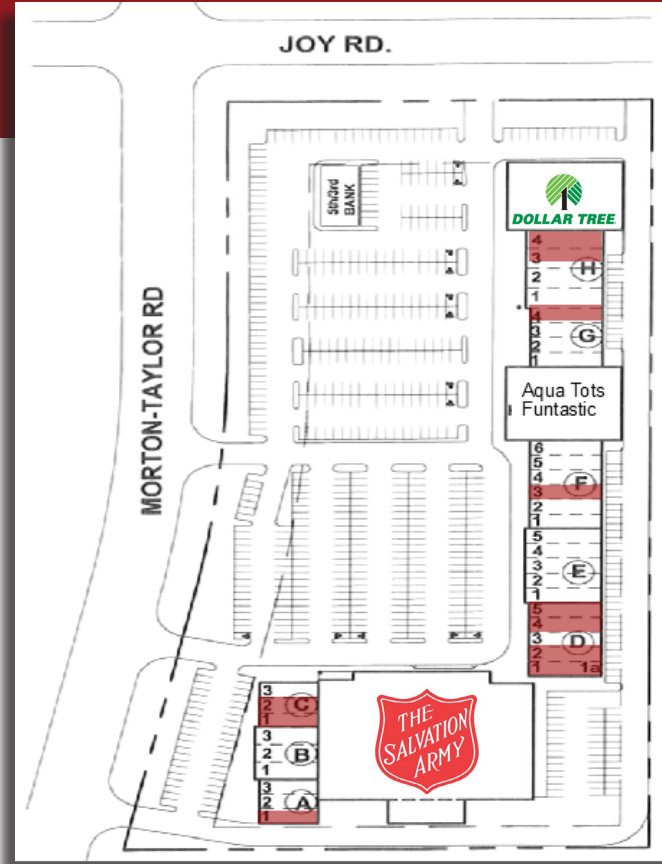 JOY RD.
MORTON-TAYLOR RD
5th/3rd
BANK
DOLLAR TREE
4
3
2
1
H
4
3
2
1
G
Aqua Tots
Funtastic
6
5
4
3
2
1
F
5
4
3
2
1
E
5
4
3
2
1
1a
D
3
2
1
C
3
2
1
B
3
2
1
A
THE
SALVATION
ARMY